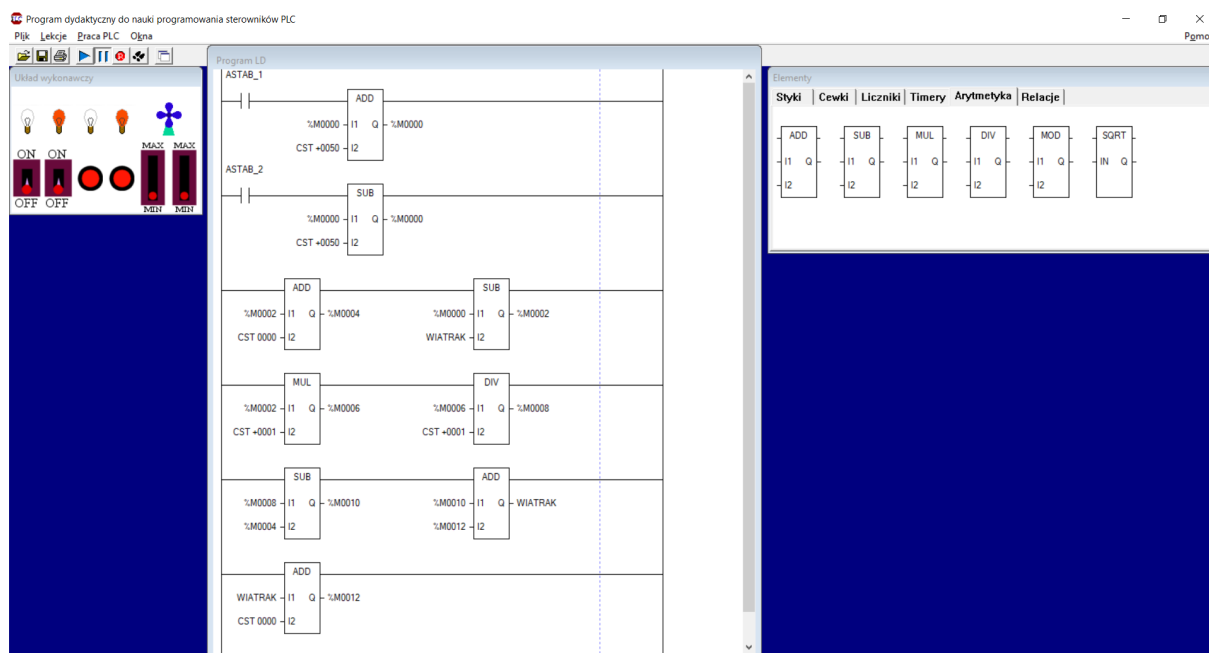 PLC Program dydaktyczny do nauki programowania sterowników PLC
Plik Lekcje Praca PLC Okna Pomo
Układ wykonawczy
ON ON MAX MAX
OFF OFF MIN MIN
Program LD
ASTAB_1
ADD
%M0000 I1 Q %M0000
CST +0050 I2
ASTAB_2
SUB
%M0000 I1 Q %M0000
CST +0050 I2
ADD SUB
%M0002 I1 Q %M0004 %M0000 I1 Q %M0002
CST 0000 I2 WIATRAK I2
MUL DIV
%M0002 I1 Q %M0006 %M0006 I1 Q %M0008
CST +0001 I2 CST +0001 I2
SUB ADD
%M0008 I1 Q %M0010 %M0010 I1 Q WIATRAK
%M0004 I2 %M0012 I2
ADD
WIATRAK I1 Q %M0012
CST 0000 I2
Elementy
Styki Cewki Liczniki Timery Arytmetyka Relacje
ADD SUB MUL DIV MOD SQRT
I1 Q I1 Q I1 Q I1 Q I1 Q IN Q
I2 I2 I2 I2 I2